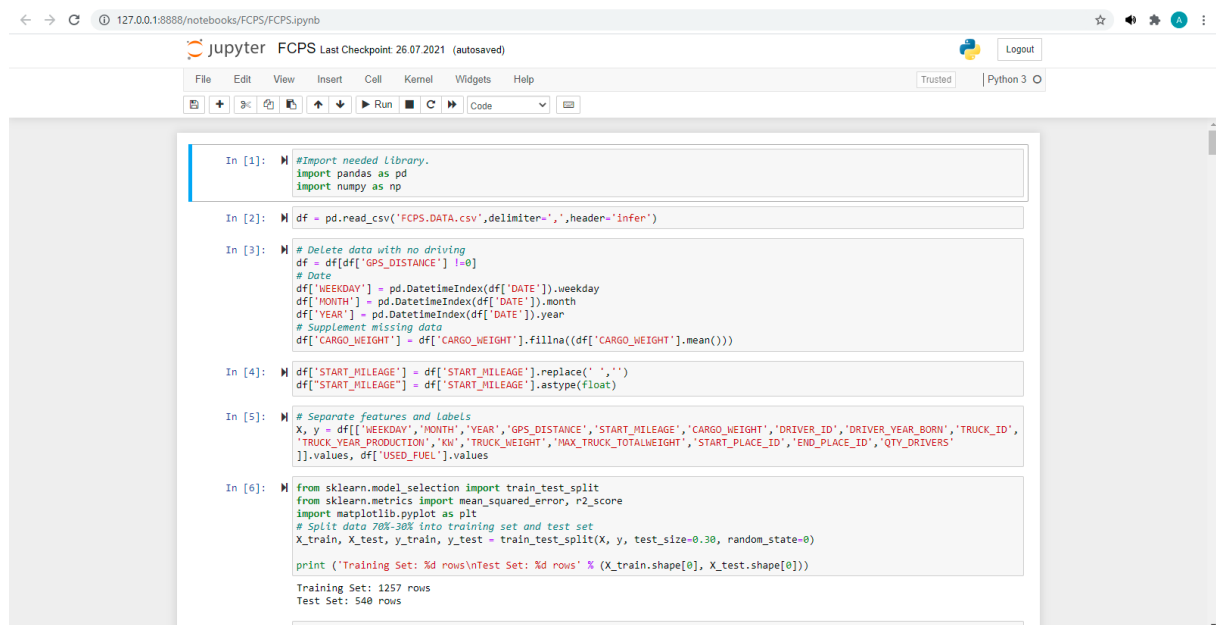 127.0.0.1:8888/notebooks/FCPS/FCPS.ipynb
A
jupyter FCPS Last Checkpoint: 26.07.2021 (autosaved)
Logout
File Edit View Insert Cell Kernel Widgets Help
Trusted
Python 3
Run
Code
In [1]:
#Import needed library.
import pandas as pd
import numpy as np
In [2]:
df = pd.read_csv('FCPS.DATA.csv',delimiter=',',header='infer')
In [3]:
# Delete data with no driving
df = df[df['GPS_DISTANCE'] !=0]
# Date
df['WEEKDAY'] = pd.DatetimeIndex(df['DATE']).weekday
df['MONTH'] = pd.DatetimeIndex(df['DATE']).month
df['YEAR'] = pd.DatetimeIndex(df['DATE']).year
# Supplement missing data
df['CARGO_WEIGHT'] = df['CARGO_WEIGHT'].fillna((df['CARGO_WEIGHT'].mean()))
In [4]:
df['START_MILEAGE'] = df['START_MILEAGE'].replace(' ','')
df["START_MILEAGE"] = df['START_MILEAGE'].astype(float)
In [5]:
# Separate features and labels
X, y = df[['WEEKDAY','MONTH','YEAR','GPS_DISTANCE','START_MILEAGE','CARGO_WEIGHT','DRIVER_ID','DRIVER_YEAR_BORN','TRUCK_ID',
'TRUCK_YEAR_PRODUCTION','KW','TRUCK_WEIGHT','MAX_TRUCK_TOTALWEIGHT','START_PLACE_ID','END_PLACE_ID','QTY_DRIVERS'
]].values, df['USED_FUEL'].values
In [6]:
from sklearn.model_selection import train_test_split
from sklearn.metrics import mean_squared_error, r2_score
import matplotlib.pyplot as plt
# Split data 70%-30% into training set and test set
X_train, X_test, y_train, y_test = train_test_split(X, y, test_size=0.30, random_state=0)
print ('Training Set: %d rows\nTest Set: %d rows' % (X_train.shape[0], X_test.shape[0]))
Training Set: 1257 rows
Test Set: 540 rows